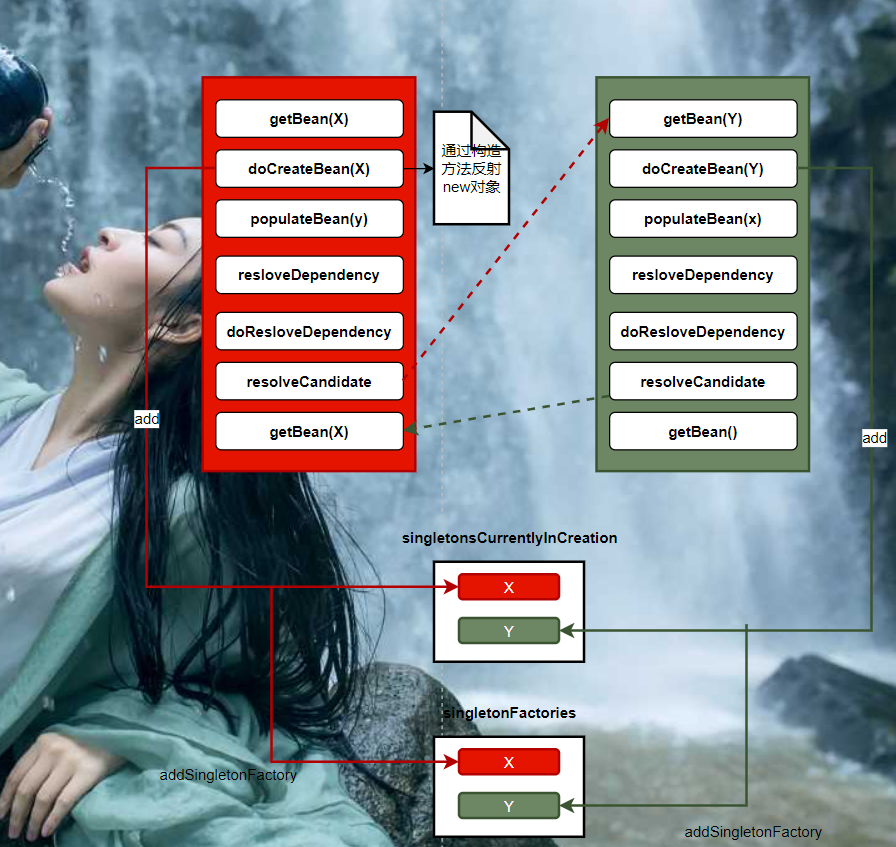 getBean(X)
doCreateBean(X)
populateBean(y)
resloveDependency
doResloveDependency
resolveCandidate
getBean(X)
通过构造
方法反射
new对象
getBean(Y)
doCreateBean(Y)
populateBean(x)
resloveDependency
doResloveDependency
resolveCandidate
getBean()
add
add
singletonsCurrentlyInCreation
X
Y
singletonFactories
X
Y
addSingletonFactory
addSingletonFactory